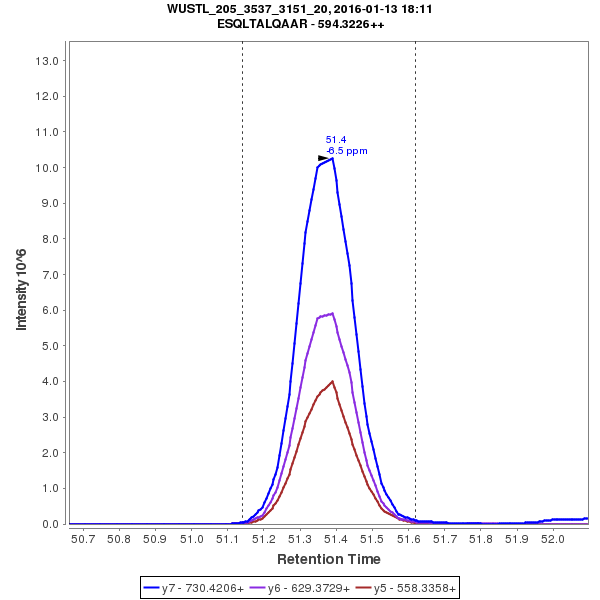 WUSTL_205_3537_3151_20, 2016-01-13 18:11
ESQLTALQAAR - 594.3226++
13.0
12.0
11.0
10.0
9.0
8.0
7.0
6.0
5.0
4.0
3.0
2.0
1.0
0.0
Intensity 10^6
51.4
-6.5 ppm
50.7 50.8 50.9 51.0 51.1 51.2 51.3 51.4 51.5 51.6 51.7 51.8 51.9 52.0
Retention Time
y7 - 730.4206+ y6 - 629.3729+ y5 - 558.3358+